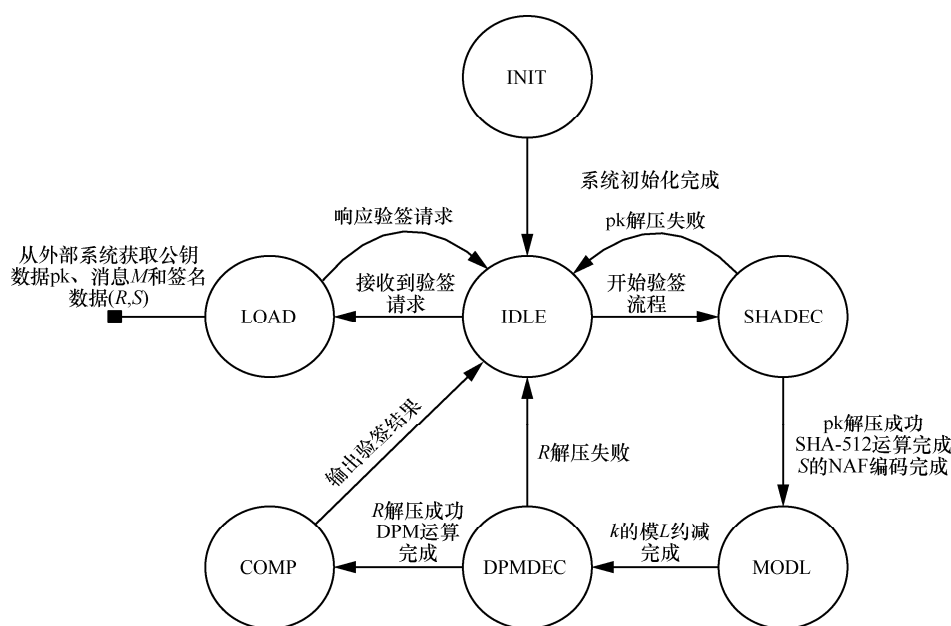 INIT
系统初始化完成
响应验签请求
pk解压失败
从外部系统获取公钥
数据pk、消息M和签名
数据(R,S)
LOAD
接收到验签
请求
IDLE
开始验签
流程
SHADEC
输出验签结果
R解压失败
pk解压成功
SHA-512运算完成
S的NAF编码完成
COMP
R解压成功
DPM运算
完成
DPMDEC
k的模L约减
完成
MODL